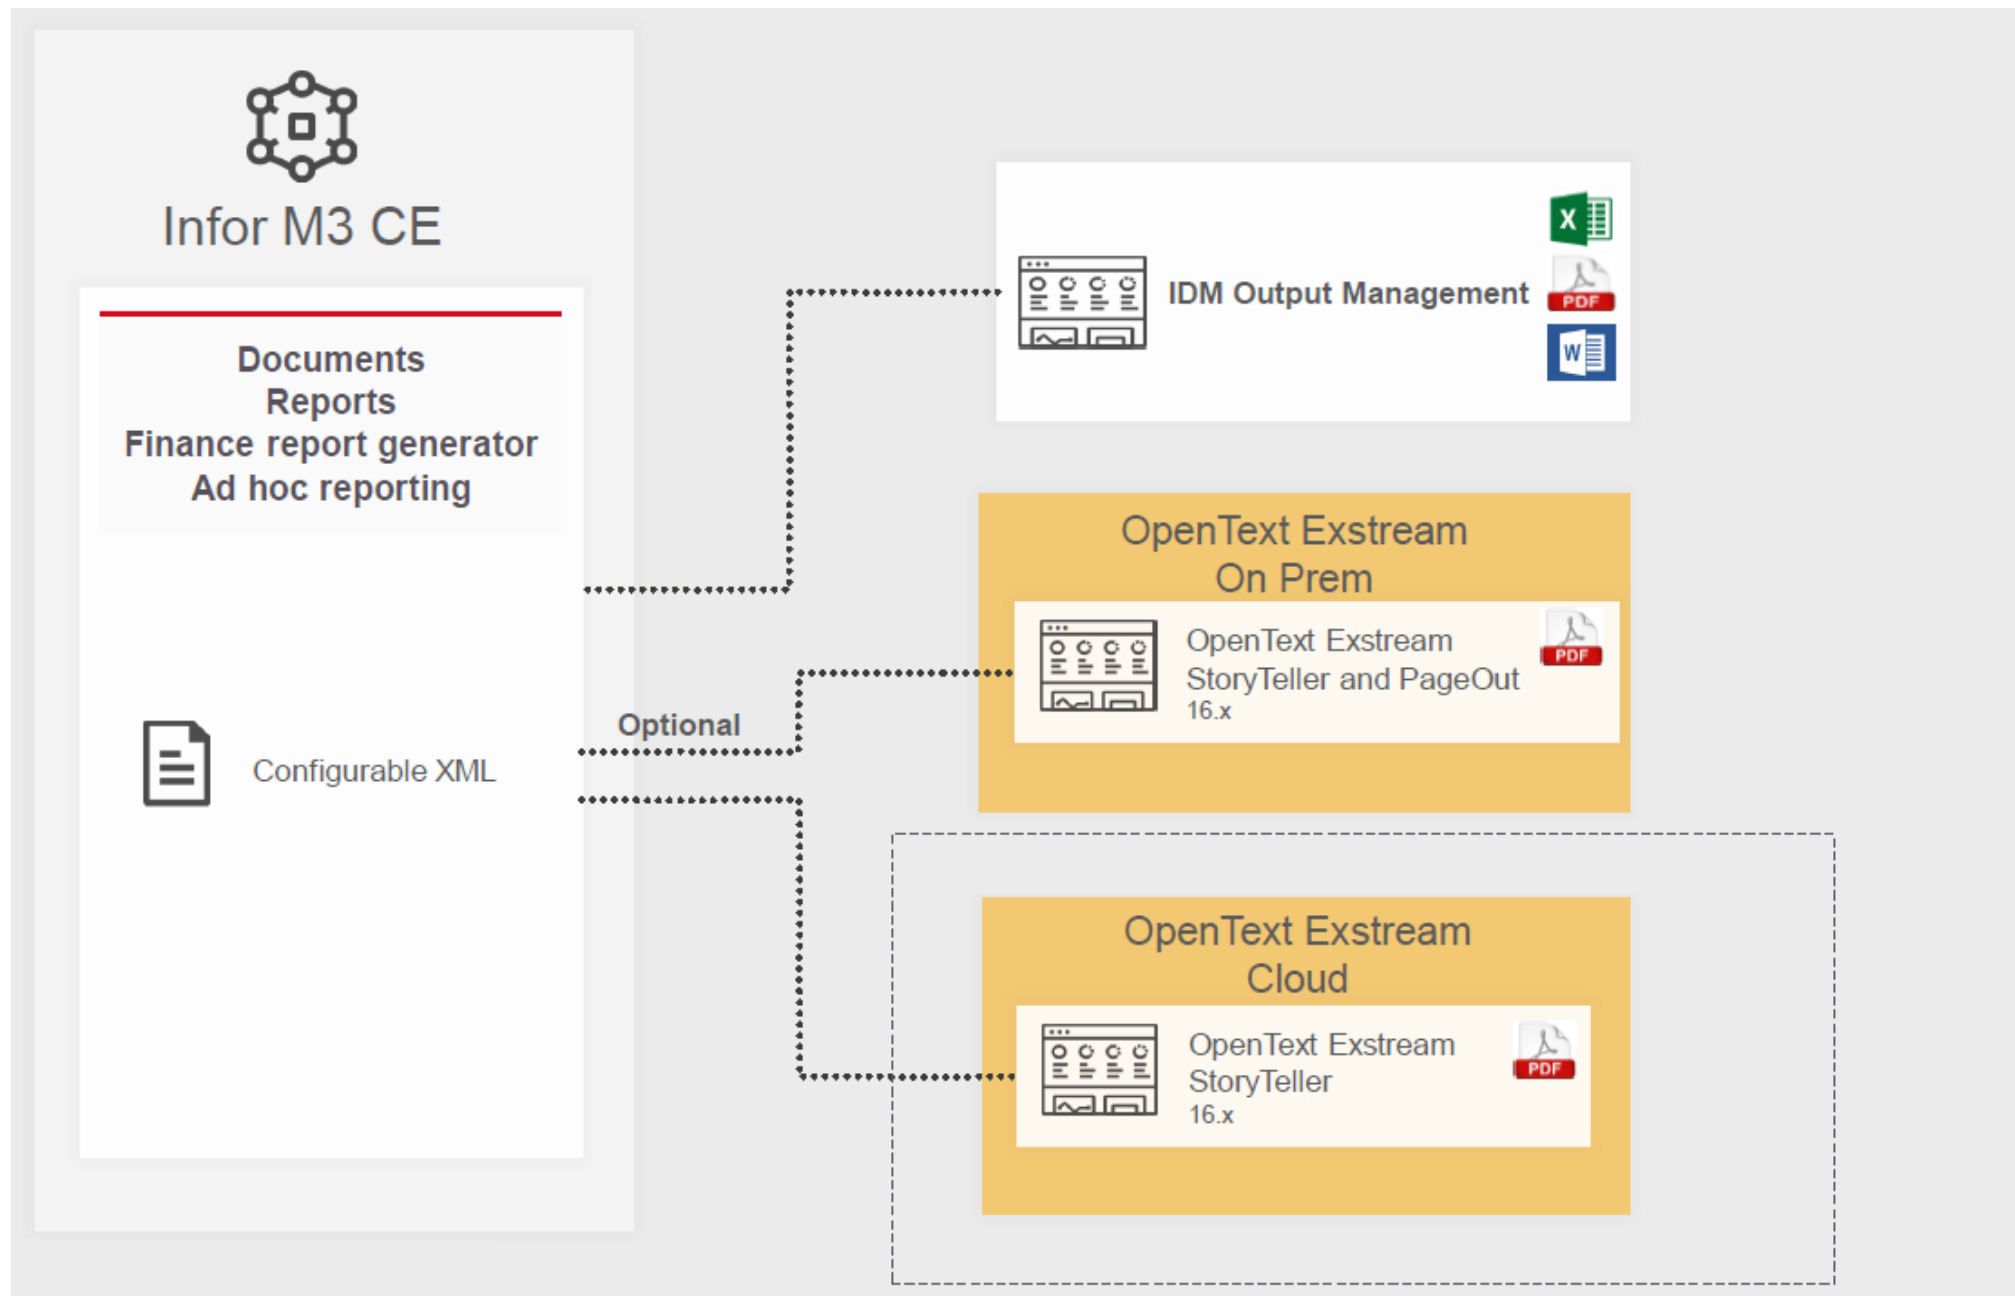 Infor M3 CE
Documents
Reports
Finance report generator
Ad hoc reporting
Configurable XML
Optional
IDM Output Management
X
PDF
W
OpenText Exstream
On Prem
OpenText Exstream
StoryTeller and PageOut
16.x
PDF
OpenText Exstream
Cloud
OpenText Exstream
StoryTeller
16.x
PDF